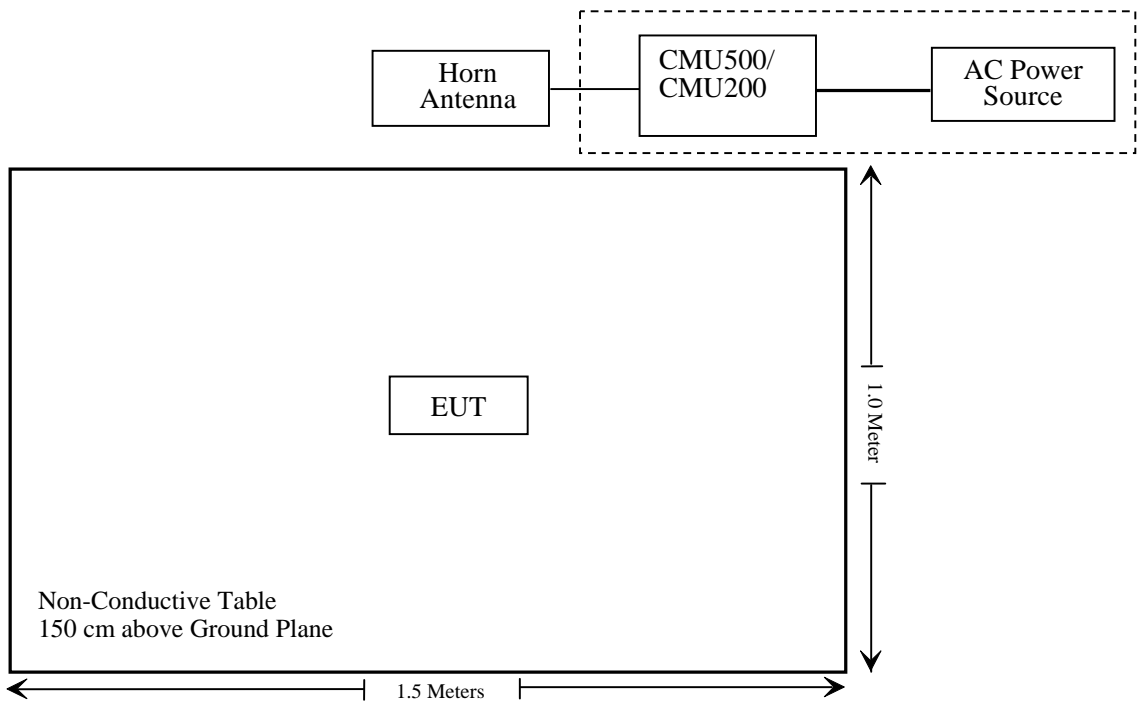 Horn
Antenna
CMU500/
CMU200
AC Power
Source
EUT
1.0 Meter
Non-Conductive Table
150 cm above Ground Plane
1.5 Meters